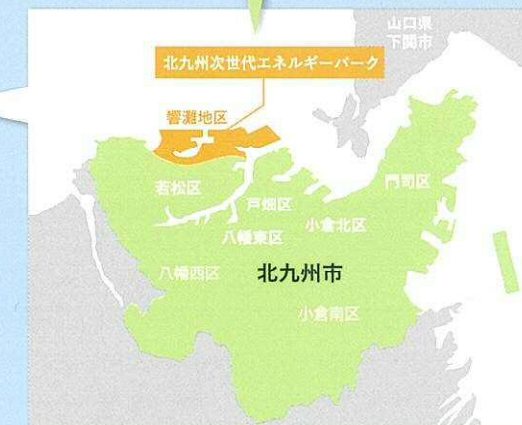 山口県
下関市
北九州次世代エネルギーパーク
響灘地区
若松区
戸畑区
門司区
八幡東区
小倉北区
八幡西区
北九州市
小倉南区